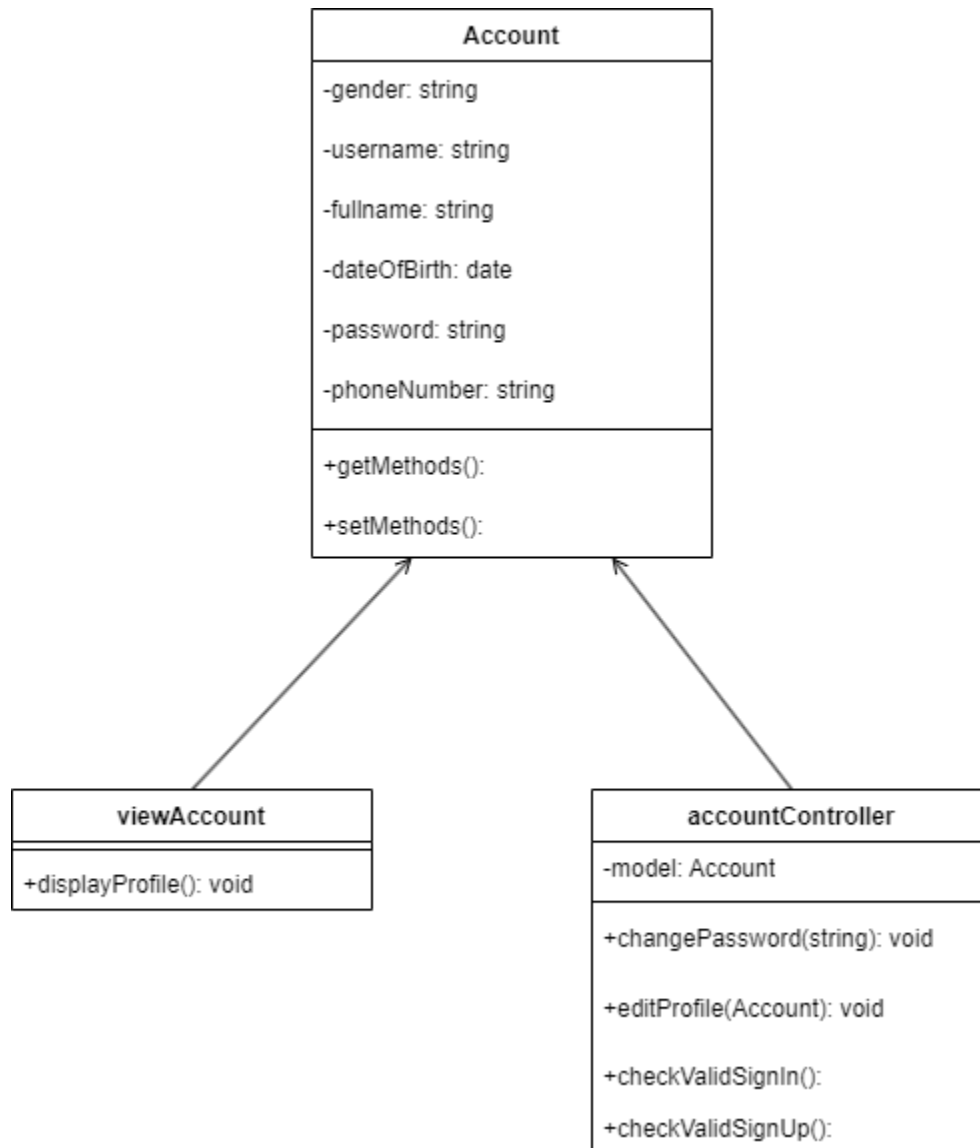 Account
-gender: string
-username: string
-fullname: string
-dateOfBirth: date
-password: string
-phoneNumber: string
+getMethods():
+setMethods():
viewAccount
+displayProfile(): void
accountController
-model: Account
+changePassword(string): void
+editProfile(Account): void
+checkValidSignIn():
+checkValidSignUp():